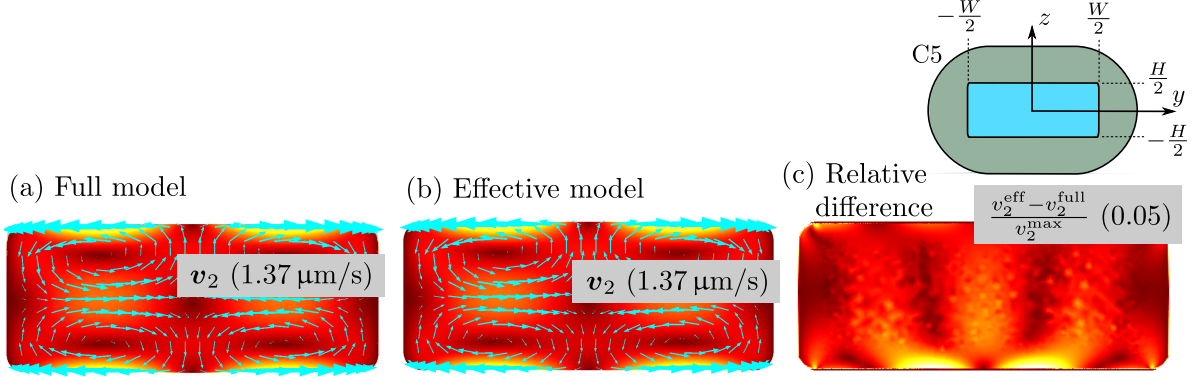 −W/2 z W/2
C5
H/2
y
−H/2
(a) Full model
(b) Effective model
(c) Relative
difference
v₂ (1.37 μm/s)
v₂ (1.37 μm/s)
v₂^eff − v₂^full / v₂^max (0.05)